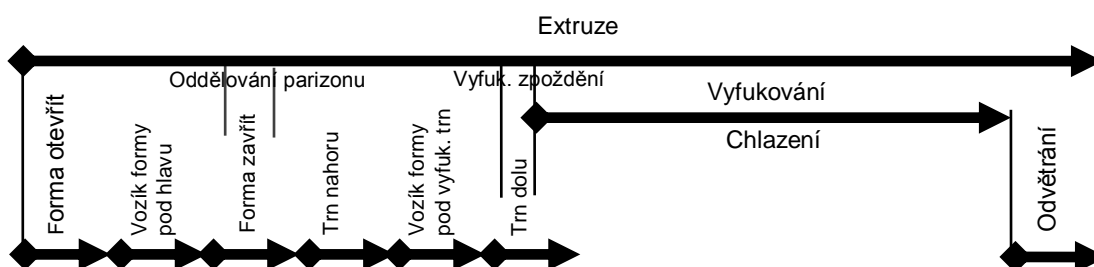 Extruze
Oddělování parizonu
Vyfuk. zpoždění
Vyfukování
Chlazení
Forma otevřít
Vozík formy
pod hlavu
Forma zavřít
Trn nahoru
Vozík formy
pod vyfuk. trn
Trn dolu
Odvětrání